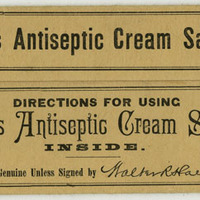 s Antiseptic Cream Sa
DIRECTIONS FOR USING
s Antiseptic Cream S
INSIDE.
Genuine Unless Signed by